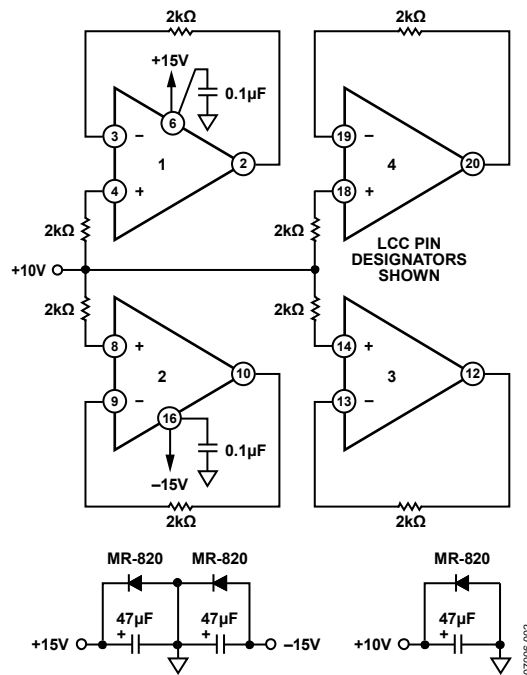 2kΩ
2kΩ
+15V
0.1µF
6
3
–
1
2
4
+
19
–
4
20
18
+
2kΩ
2kΩ
LCC PIN
DESIGNATORS
SHOWN
+10V
2kΩ
2kΩ
8
+
2
10
9
–
16
0.1µF
–15V
14
+
3
12
13
–
2kΩ
2kΩ
MR-820
MR-820
MR-820
47µF
+
47µF
+
47µF
+
+15V
–15V
+10V